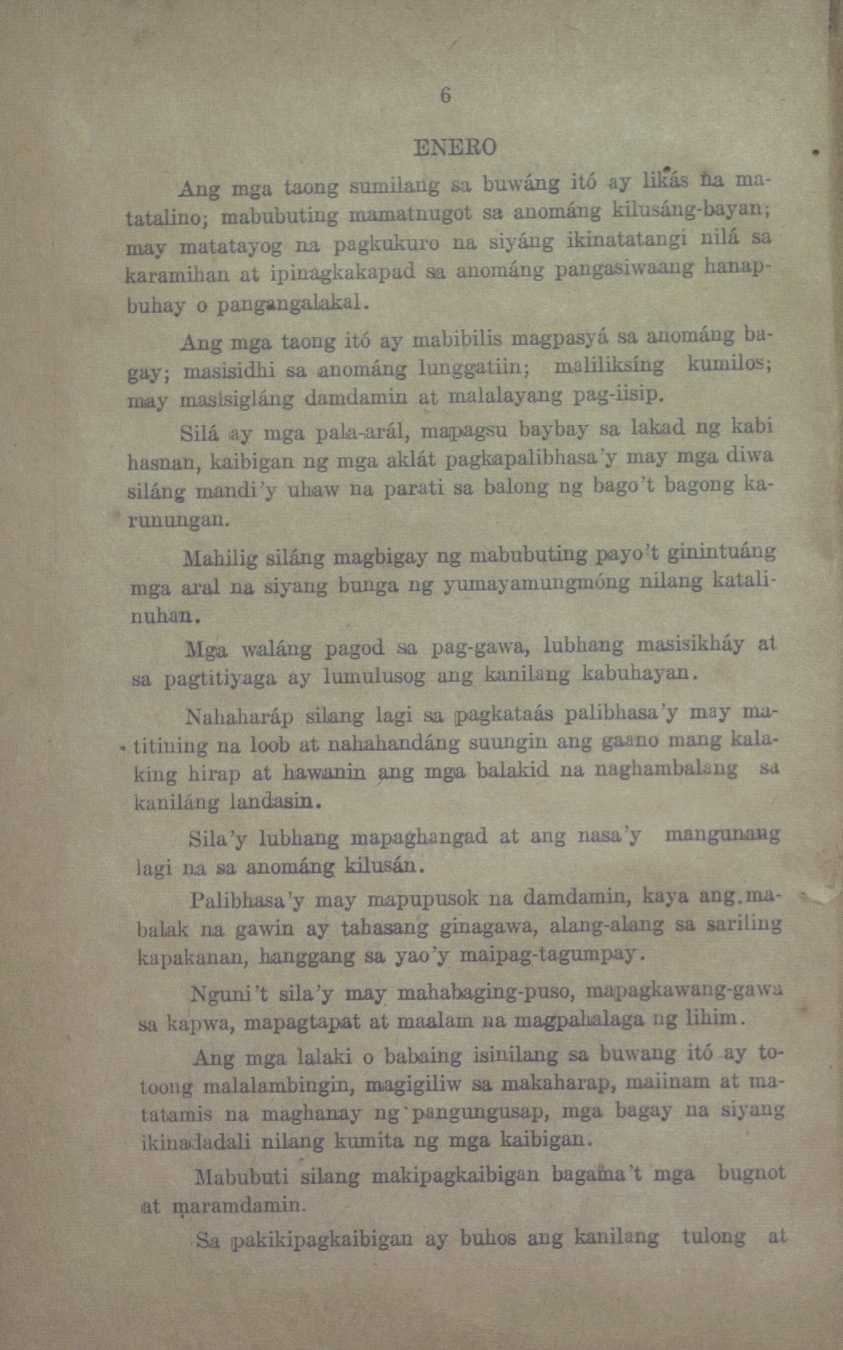 6
ENERO
Ang mga taong sumilang sa buwáng itó ay likás na ma-
tatalino; mabubuting mamatnugot sa anománg kilusáng-bayan;
may matatayog na pagkukuro na siyáng ikinatatangi nilá sa
karamihan at ipinagkakapad sa anománg pangasiwaang hanap-
buhay o pangangalakal.
Ang mga taong itó ay mabibilis magpasyá sa anománg ba-
gay; masisidhi sa anománg lunggatiin; maliliksíng kumilos;
may masisigláng damdamin at malalayang pag-iisip.
Silá ay mga pala-arál, mapagsu baybay sa lakad ng kabi
hasnan, kaibigan ng mga aklát pagkapalibhasa'y may mga diwa
siláng mandi'y uhaw na parati sa balong ng bago't bagong ka-
runungan.
Mahilig siláng magbigay ng mabubuting payo't ginintuáng
mga aral na siyang bunga ng yumayamungmóng nilang katali-
nuhan.
Mga waláng pagod sa pag-gawa, lubhang masisikháy at
sa pagtitiyaga ay lumulusog ang kanilang kabuhayan.
Nahaharáp silang lagi sa pagkataás palibhasa'y may ma-
titining na loob at nahahandáng suungin ang gaano mang kala-
king hirap at hawanin ang mga balakid na naghambalang sa
kaniláng landasin.
Sila'y lubhang mapaghangad at ang nasa'y mangunang
lagi na sa anománg kilusán.
Palibhasa'y may mapupusok na damdamin, kaya ang ma-
balak na gawin ay tahasang ginagawa, alang-alang sa sariling
kapakanan, hanggang sa yao'y maipag-tagumpay.
Nguni't sila'y may mahabaging-puso, mapagkawang-gawa
sa kapwa, mapagtapat at maalam na magpahalaga ng lihim.
Ang mga lalaki o babaing isinilang sa buwang itó ay to-
toong malalambingin, magigiliw sa makaharap, maiinam at ma-
tatamis na maghanay ng pangungusap, mga bagay na siyang
ikinadadali nilang kumita ng mga kaibigan.
Mabubuti silang makipagkaibigan bagama't mga bugnot
at maramdamin.
Sa pakikipagkaibigan ay buhos ang kanilang tulong at